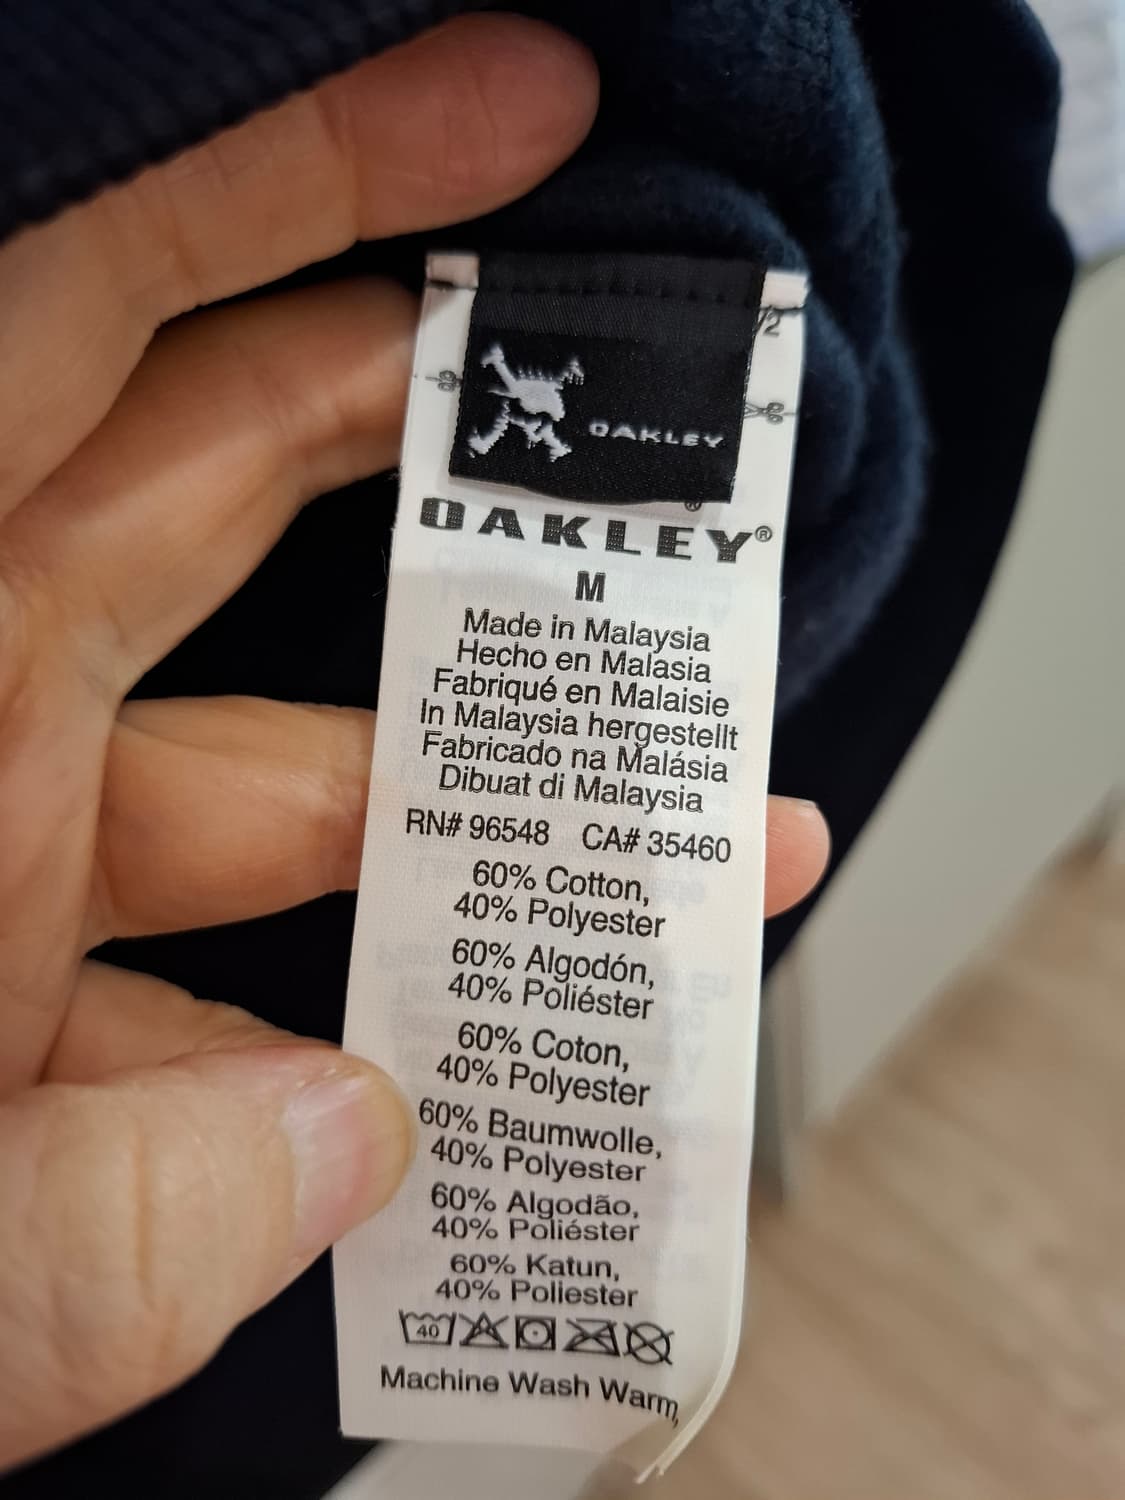 /2
OAKLEY
OAKLEY®
M
Made in Malaysia
Hecho en Malasia
Fabriqué en Malaisie
In Malaysia hergestellt
Fabricado na Malásia
Dibuat di Malaysia
RN# 96548 CA# 35460
60% Cotton,
40% Polyester
60% Algodón,
40% Poliéster
60% Coton,
40% Polyester
60% Baumwolle,
40% Polyester
60% Algodão,
40% Poliéster
60% Katun,
40% Poliester
40
Machine Wash Warm,